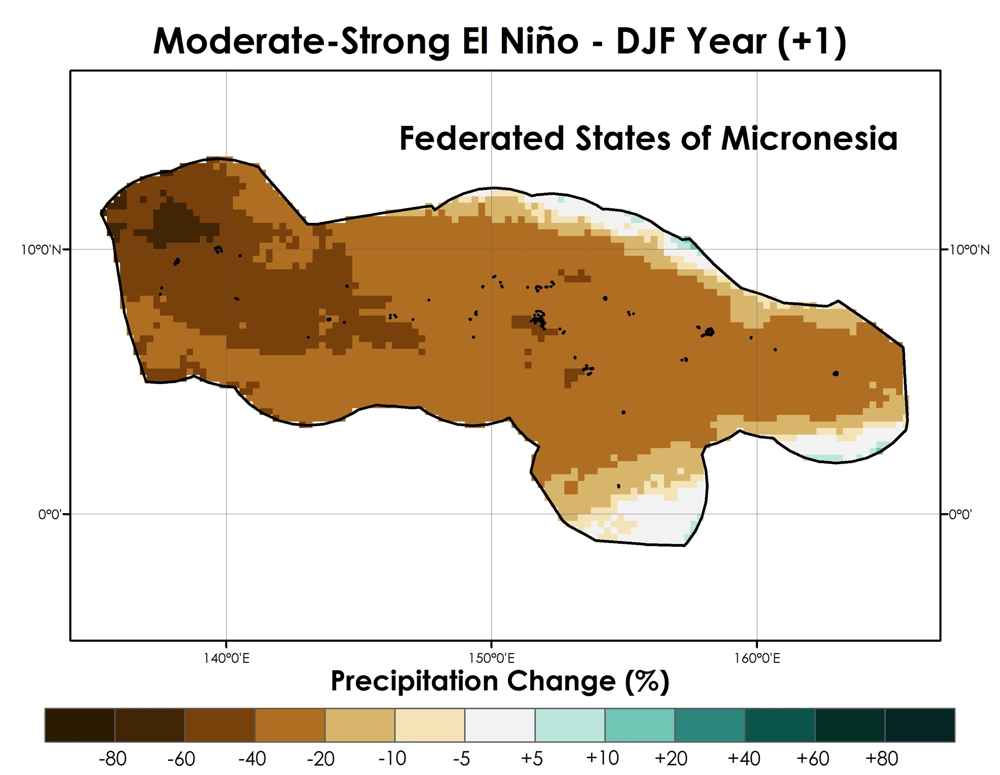 Moderate-Strong El Niño - DJF Year (+1)
Federated States of Micronesia
10°0'N
10°0'N
0°0'
0°0'
140°0'E
150°0'E
160°0'E
Precipitation Change (%)
-80
-60
-40
-20
-10
-5
+5
+10
+20
+40
+60
+80